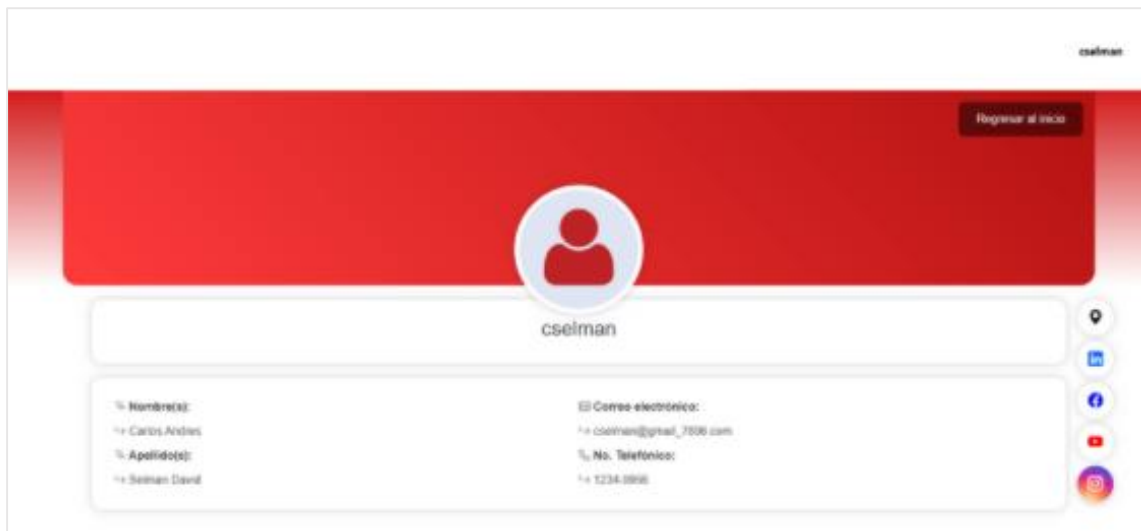 cselman
Regresar al inicio
cselman
Nombre(s):
Carlos Andres
Apellido(s):
Selman David
Correo electrónico:
No. Telefónico: